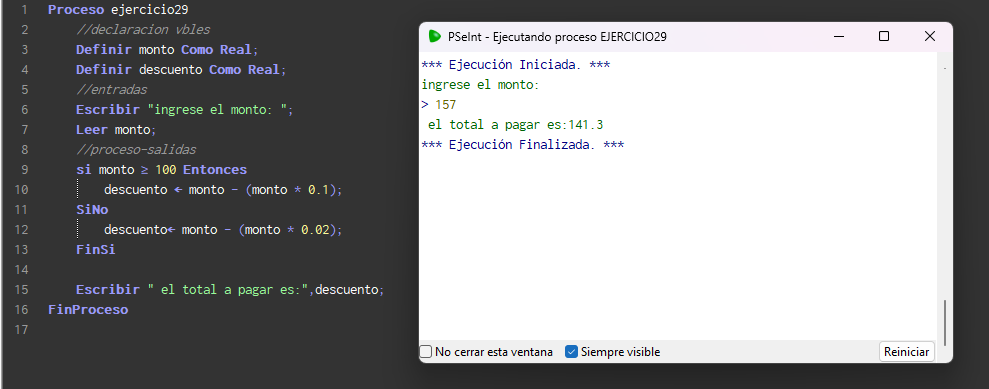 1 Proceso ejercicio29
2 //declaracion vbles
3 Definir monto Como Real;
4 Definir descuento Como Real;
5 //entradas
6 Escribir "ingrese el monto: ";
7 Leer monto;
8 //proceso-salidas
9 si monto ≥ 100 Entonces
10 descuento ← monto - (monto * 0.1);
11 SiNo
12 descuento← monto - (monto * 0.02);
13 FinSi
14
15 Escribir " el total a pagar es:",descuento;
16 FinProceso
17
PSeInt - Ejecutando proceso EJERCICIO29
*** Ejecución Iniciada. ***
ingrese el monto:
> 157
el total a pagar es:141.3
*** Ejecución Finalizada. ***
No cerrar esta ventana Siempre visible Reiniciar